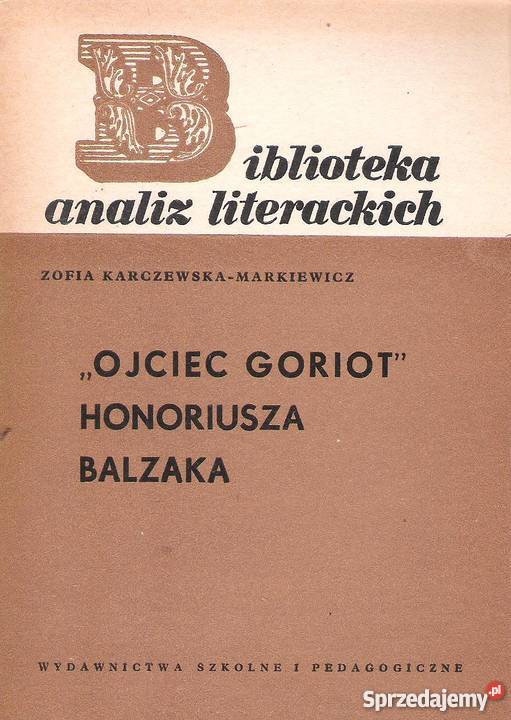 Biblioteka
analiz literackich
ZOFIA KARCZEWSKA-MARKIEWICZ
„OJCIEC GORIOT”
HONORIUSZA
BALZAKA
WYDAWNICTWA SZKOLNE I PEDAGOGICZNE
Sprzedajemy.pl